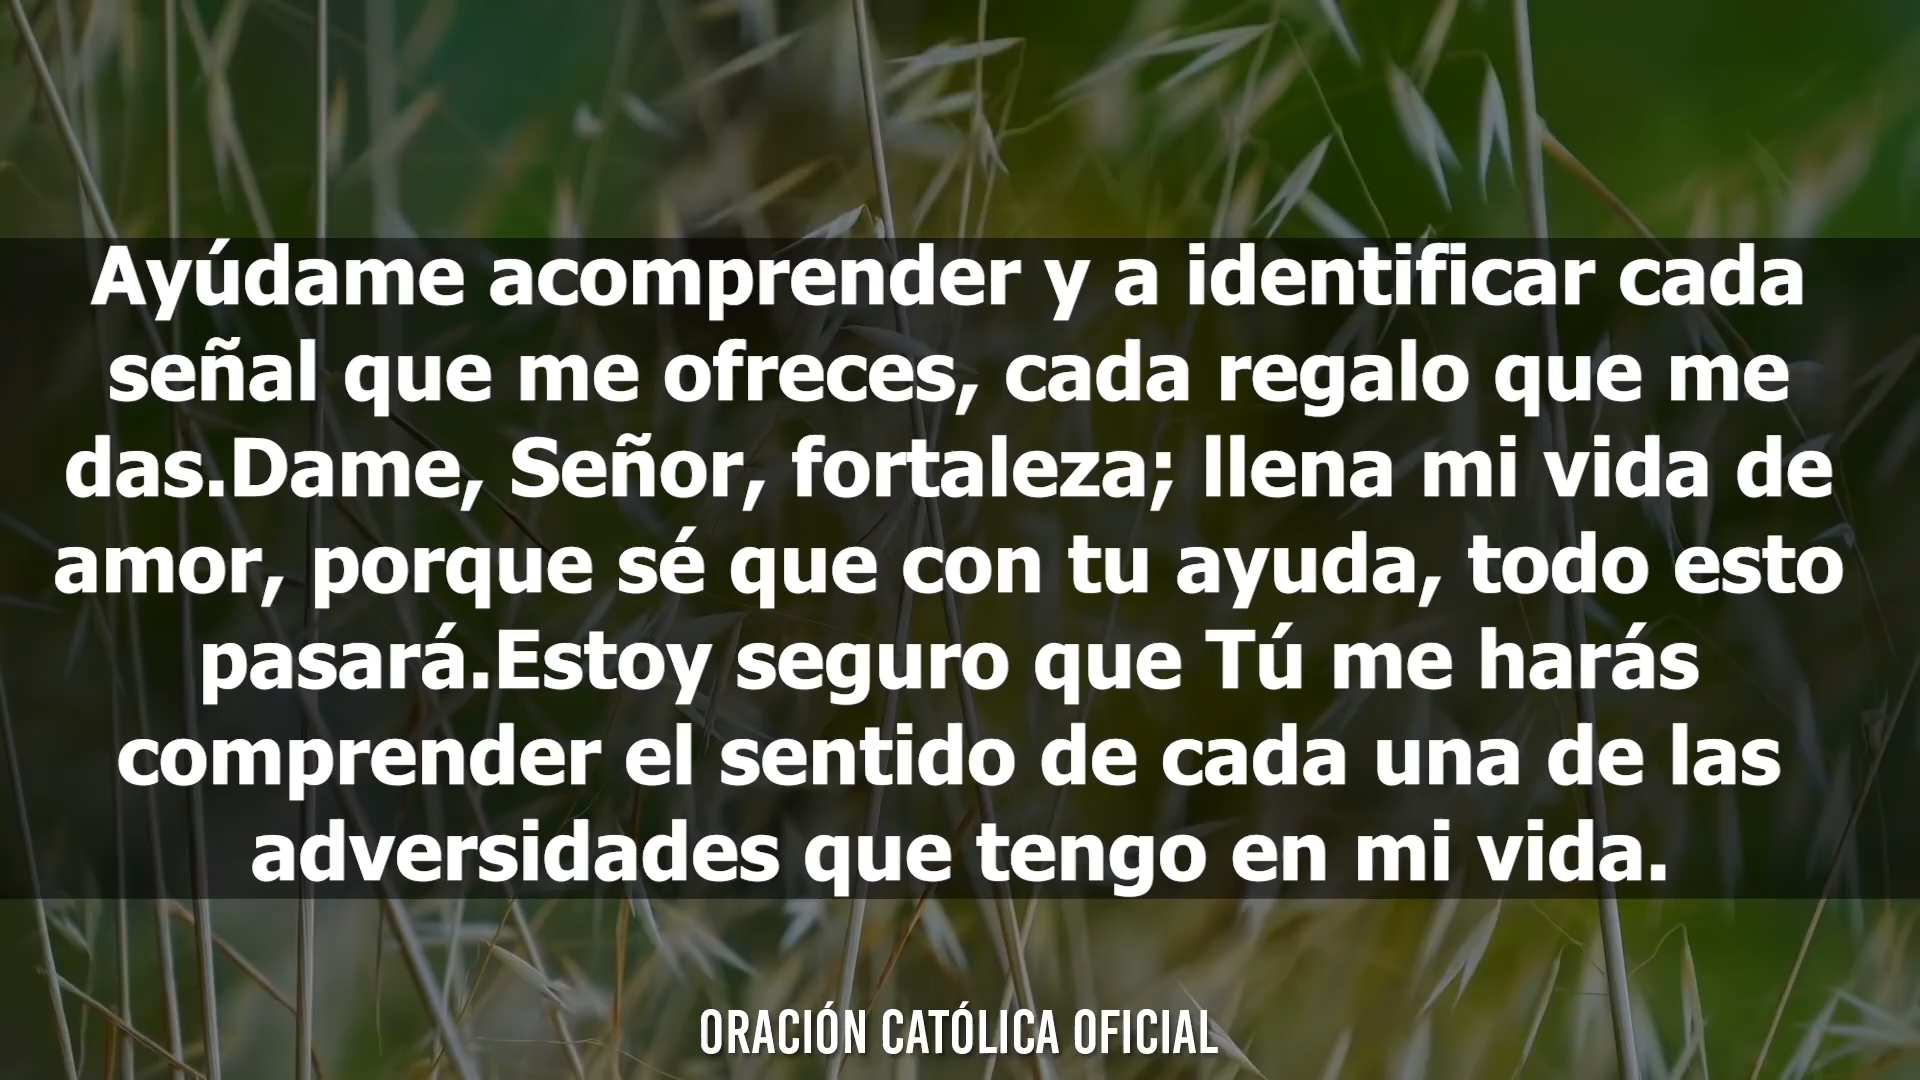 Ayúdame acomprender y a identificar cada
señal que me ofreces, cada regalo que me
das.Dame, Señor, fortaleza; llena mi vida de
amor, porque sé que con tu ayuda, todo esto
pasará.Estoy seguro que Tú me harás
comprender el sentido de cada una de las
adversidades que tengo en mi vida.
ORACIÓN CATÓLICA OFICIAL